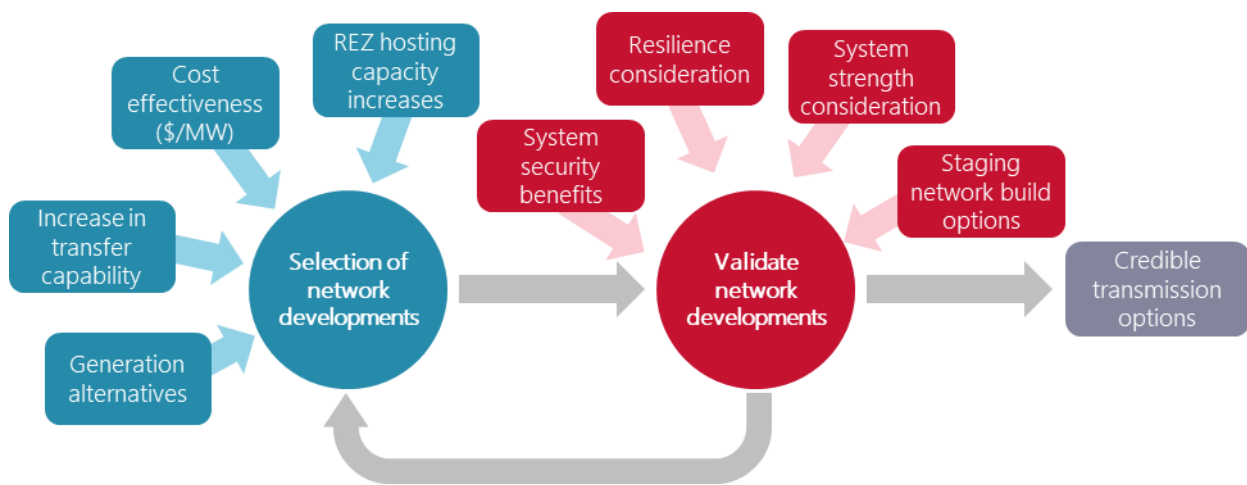 REZ hosting
capacity
increases
Cost
effectiveness
($/MW)
Increase in
transfer
capability
Generation
alternatives
Selection of
network
developments
Resilience
consideration
System
strength
consideration
System
security
benefits
Staging
network build
options
Validate
network
developments
Credible
transmission
options